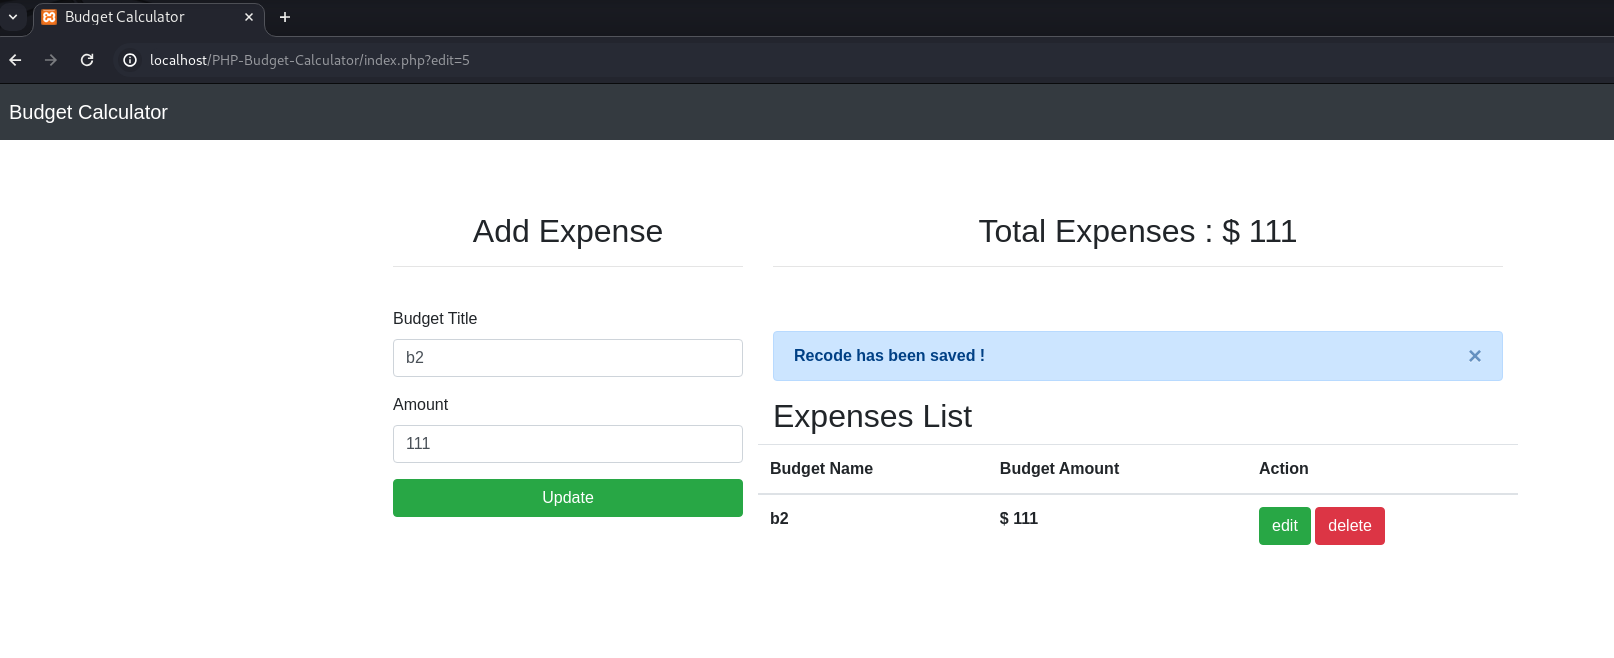 Budget Calculator
localhost/PHP-Budget-Calculator/index.php?edit=5
Budget Calculator
Add Expense
Total Expenses : $ 111
Budget Title
b2
Amount
111
Update
Recode has been saved !
Expenses List
Budget Name Budget Amount Action
b2 $ 111 edit delete